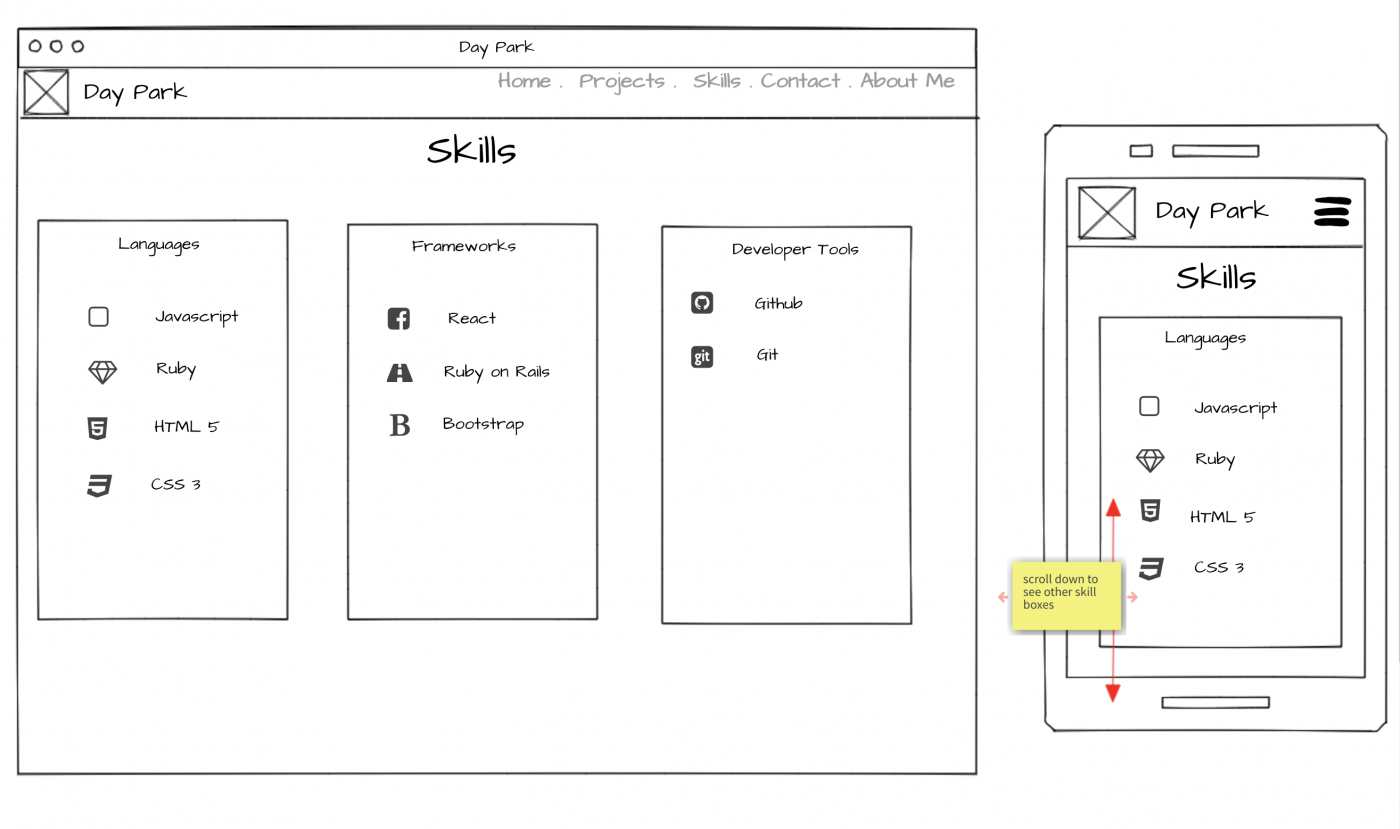 Day Park
Day Park
Home . Projects . Skills . Contact . About Me
Skills
Languages
Javascript
Ruby
HTML 5
CSS 3
Frameworks
React
Ruby on Rails
B Bootstrap
Developer Tools
Github
git Git
Day Park
Skills
Languages
Javascript
Ruby
HTML 5
CSS 3
scroll down to
see other skill
boxes